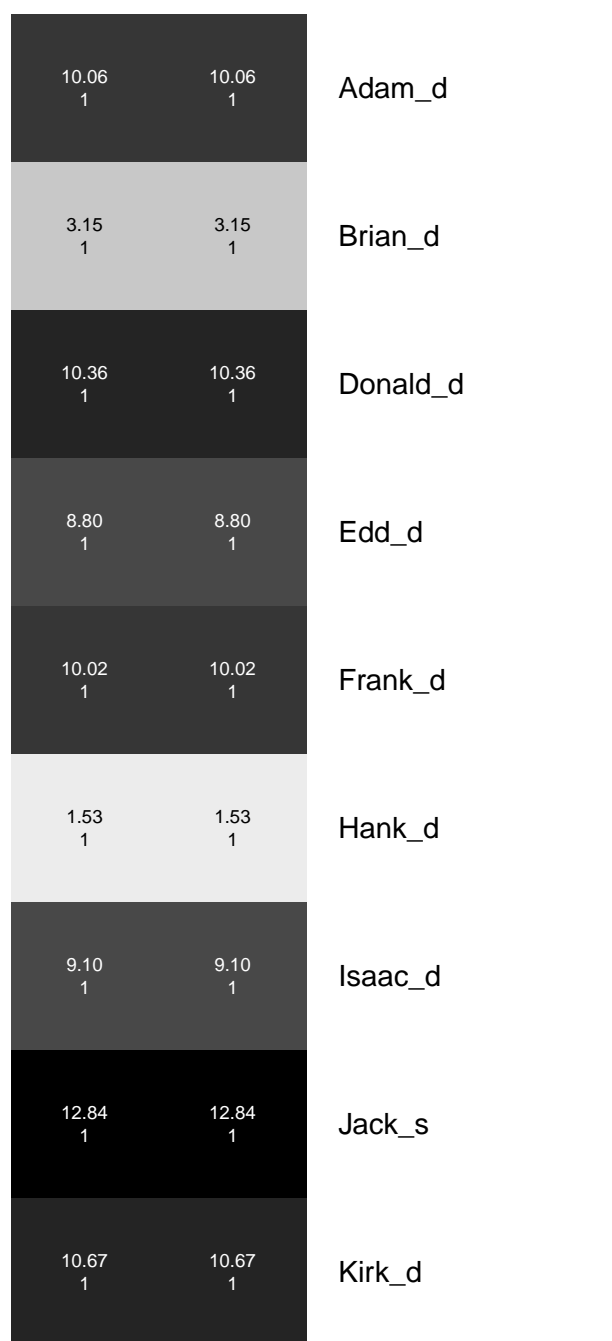 10.06 10.06
1 1
Adam_d
3.15 3.15
1 1
Brian_d
10.36 10.36
1 1
Donald_d
8.80 8.80
1 1
Edd_d
10.02 10.02
1 1
Frank_d
1.53 1.53
1 1
Hank_d
9.10 9.10
1 1
Isaac_d
12.84 12.84
1 1
Jack_s
10.67 10.67
1 1
Kirk_d